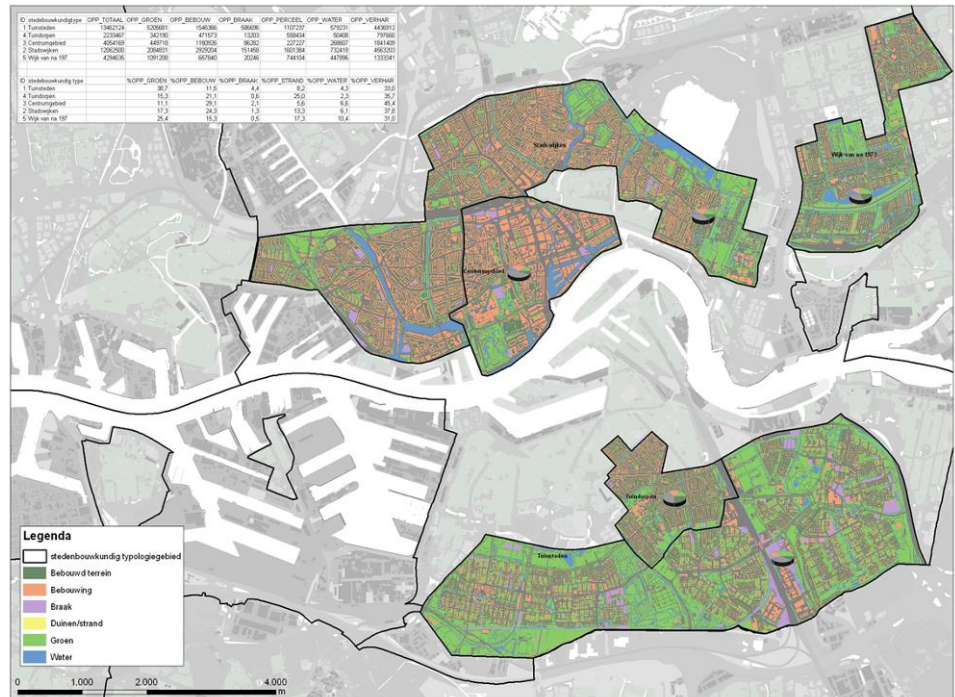 ID stedebouwkundigtype OPP_TOTAAL OPP_GROEN OPP_BEBOUW OPP_BRAAK OPP_PERCEEL OPP_WATER OPP_VERHAR
1 Tuinsteden 13462124 5205681 1546366 586696 1107237 579231 4436912
4 Tuindorpen 2233467 342190 471573 13203 558434 50408 797660
3 Centrumgebied 4054169 449718 1180926 86282 227227 268607 1841409
2 Stadswijken 12062500 2084831 2929204 151458 1601384 732418 4563203
5 Wijk van na 197 4294635 1091208 657840 20246 744104 447896 1333341
ID stedebouwkundig type %OPP_GROEN %OPP_BEBOUW %OPP_BRAAK %OPP_STRAND %OPP_WATER %OPP_VERHAR
1 Tuinsteden 38,7 11,5 4,4 8,2 4,3 33,0
4 Tuindorpen 15,3 21,1 0,6 25,0 2,3 35,7
3 Centrumgebied 11,1 29,1 2,1 5,6 6,6 45,4
2 Stadswijken 17,3 24,3 1,3 13,3 6,1 37,8
5 Wijk van na 197 25,4 15,3 0,5 17,3 10,4 31,0
Stadswijken
Wijk van na 1971
Centrumgebied
Tuindorpen
Tuinsteden
Legenda
stedenbouwkundig typologiegebied
Bebouwd terrein
Bebouwing
Braak
Duinen/strand
Groen
Water
0 1.000 2.000 4.000
m